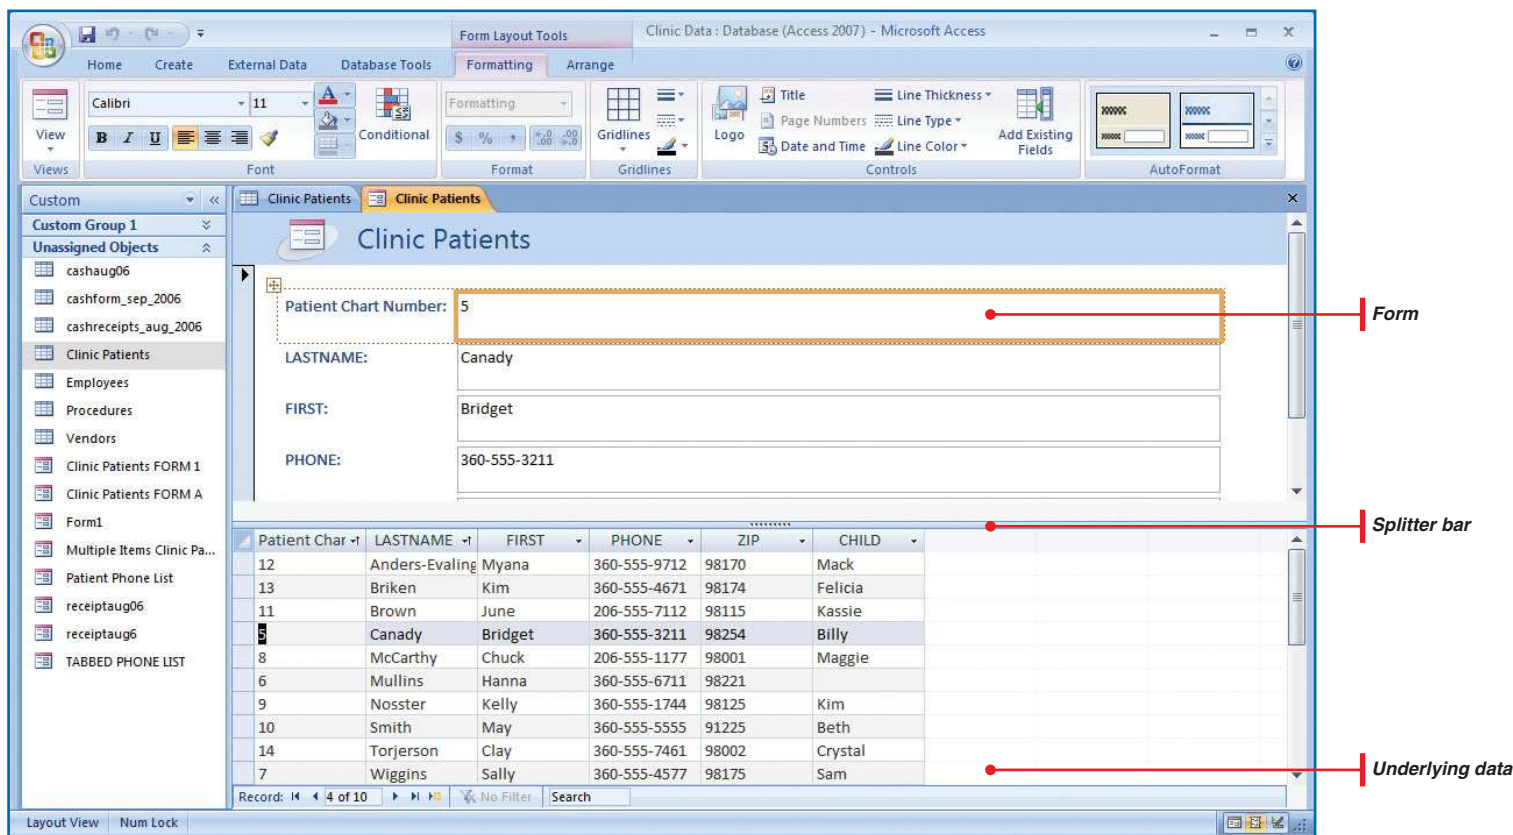 Form Layout Tools
Clinic Data : Database (Access 2007) - Microsoft Access
Home Create External Data Database Tools Formatting Arrange
Calibri 11
Formatting
B I U
$ % , .0 .00 .00 .0
View
Conditional
Gridlines
Logo
Title
Page Numbers
Date and Time
Line Thickness
Line Type
Line Color
Add Existing
Fields
XXXXX XXXXX
XXXXX XXXXX
Views Font Format Gridlines Controls AutoFormat
Custom
Custom Group 1
Unassigned Objects
cashaug06
cashform_sep_2006
cashreceipts_aug_2006
Clinic Patients
Employees
Procedures
Vendors
Clinic Patients FORM 1
Clinic Patients FORM A
Form1
Multiple Items Clinic Pa...
Patient Phone List
receiptaug06
receiptaug6
TABBED PHONE LIST
Clinic Patients Clinic Patients
Clinic Patients
Patient Chart Number: 5
LASTNAME: Canady
FIRST: Bridget
PHONE: 360-555-3211
Patient Char LASTNAME FIRST PHONE ZIP CHILD
12 Anders-Evaling Myana 360-555-9712 98170 Mack
13 Briken Kim 360-555-4671 98174 Felicia
11 Brown June 206-555-7112 98115 Kassie
5 Canady Bridget 360-555-3211 98254 Billy
8 McCarthy Chuck 206-555-1177 98001 Maggie
6 Mullins Hanna 360-555-6711 98221
9 Nosster Kelly 360-555-1744 98125 Kim
10 Smith May 360-555-5555 91225 Beth
14 Torjerson Clay 360-555-7461 98002 Crystal
7 Wiggins Sally 360-555-4577 98175 Sam
Record: 4 of 10 No Filter Search
Layout View Num Lock
Form
Splitter bar
Underlying data